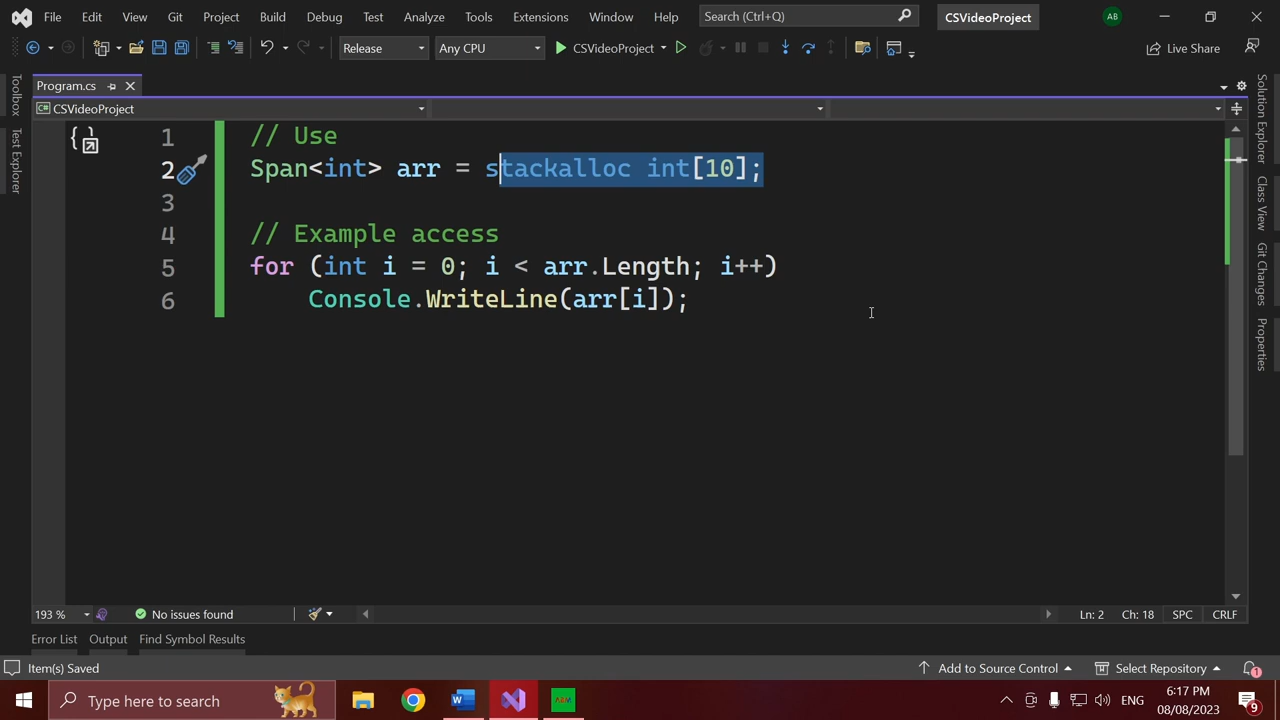 File Edit View Git Project Build Debug Test Analyze Tools Extensions Window Help Search (Ctrl+Q) CSVideoProject AB
Release Any CPU CSVideoProject Live Share
Program.cs
CSVideoProject
Toolbox
Test Explorer
1 // Use
2 Span<int> arr = stackalloc int[10];
3
4 // Example access
5 for (int i = 0; i < arr.Length; i++)
6 Console.WriteLine(arr[i]);
Solution Explorer
Class View
Git Changes
Properties
193 % No issues found Ln: 2 Ch: 18 SPC CRLF
Error List Output Find Symbol Results
Item(s) Saved Add to Source Control Select Repository 1
Type here to search ENG 6:17 PM
08/08/2023 9